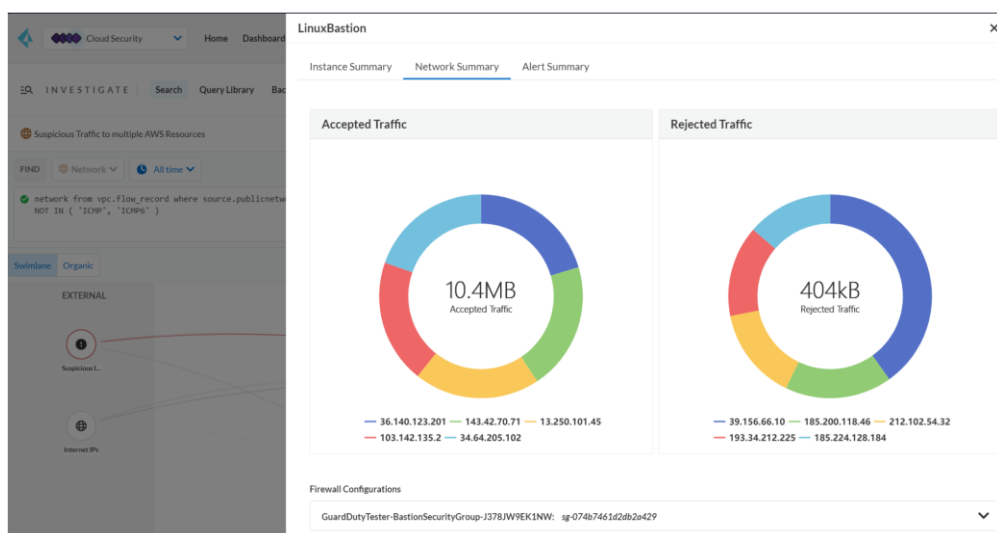 LinuxBastion
Cloud Security
Home
Dashboard
Instance Summary
Network Summary
Alert Summary
INVESTIGATE
Search
Query Library
Suspicious Traffic to multiple AWS Resources
FIND
Network
All time
network from vpc.flow_record where source.publicnetw
NOT IN ( 'ICMP', 'ICMP6' )
Swimlane
Organic
EXTERNAL
Suspicious I...
Internet IPs
Accepted Traffic
10.4MB
Accepted Traffic
36.140.123.201
143.42.70.71
13.250.101.45
103.142.135.2
34.64.205.102
Rejected Traffic
404kB
Rejected Traffic
39.156.66.10
185.200.118.46
212.102.54.32
193.34.212.225
185.224.128.184
Firewall Configurations
GuardDutyTester-BastionSecurityGroup-J378JW9EK1NW: sg-074b7461d2db2a429